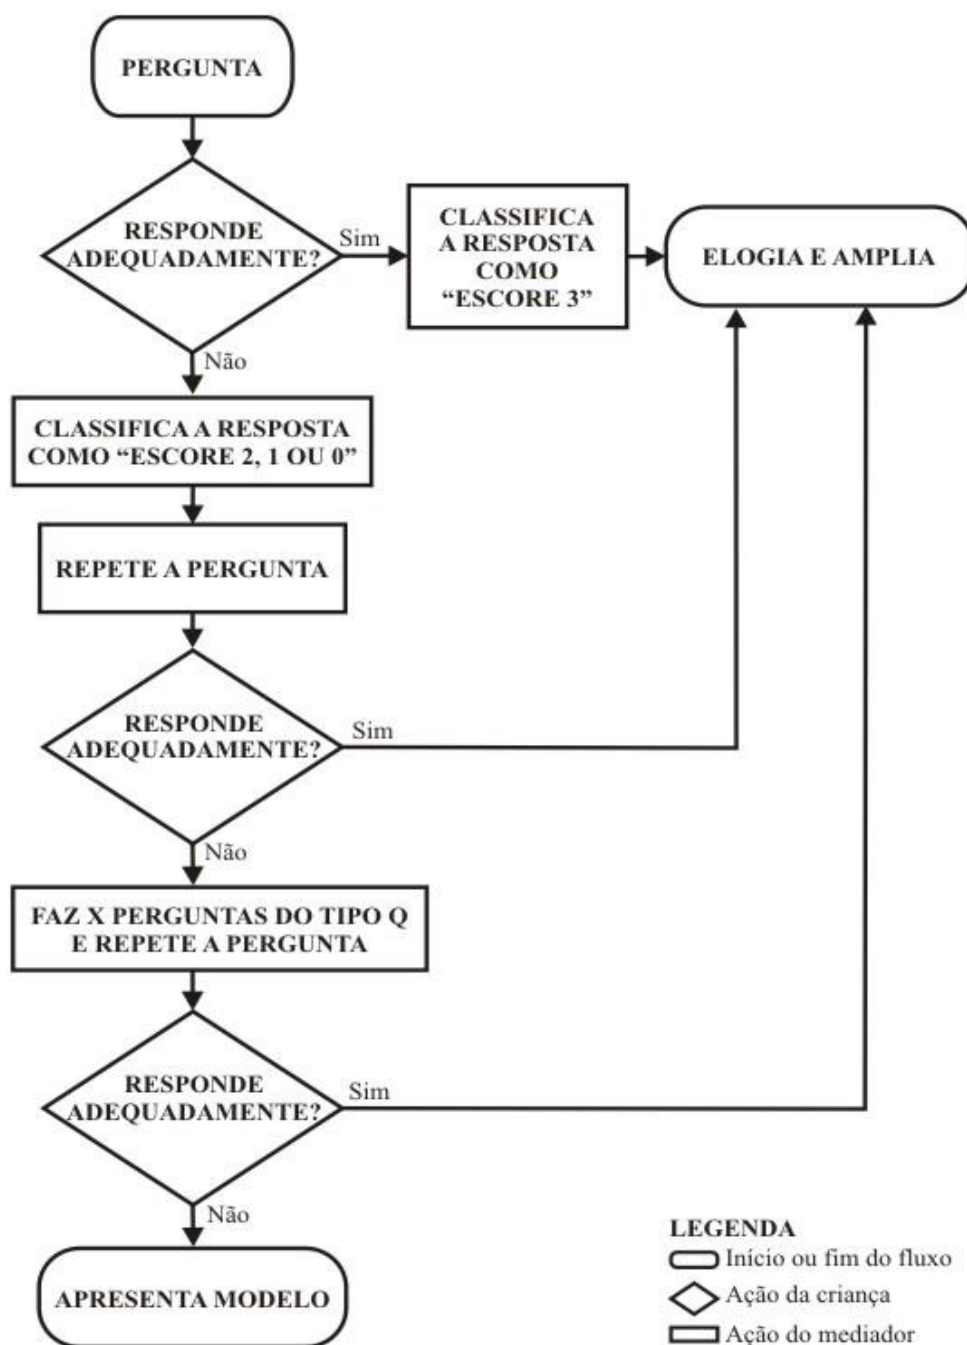 PERGUNTA
RESPONDE
ADEQUADAMENTE?
Sim
CLASSIFICA
A RESPOSTA
COMO
“ESCORE 3”
ELOGIA E AMPLIA
Não
CLASSIFICA A RESPOSTA
COMO “ESCORE 2, 1 OU 0”
REPETE A PERGUNTA
RESPONDE
ADEQUADAMENTE?
Sim
Não
FAZ X PERGUNTAS DO TIPO Q
E REPETE A PERGUNTA
RESPONDE
ADEQUADAMENTE?
Sim
Não
APRESENTA MODELO
LEGENDA
Início ou fim do fluxo
Ação da criança
Ação do mediador